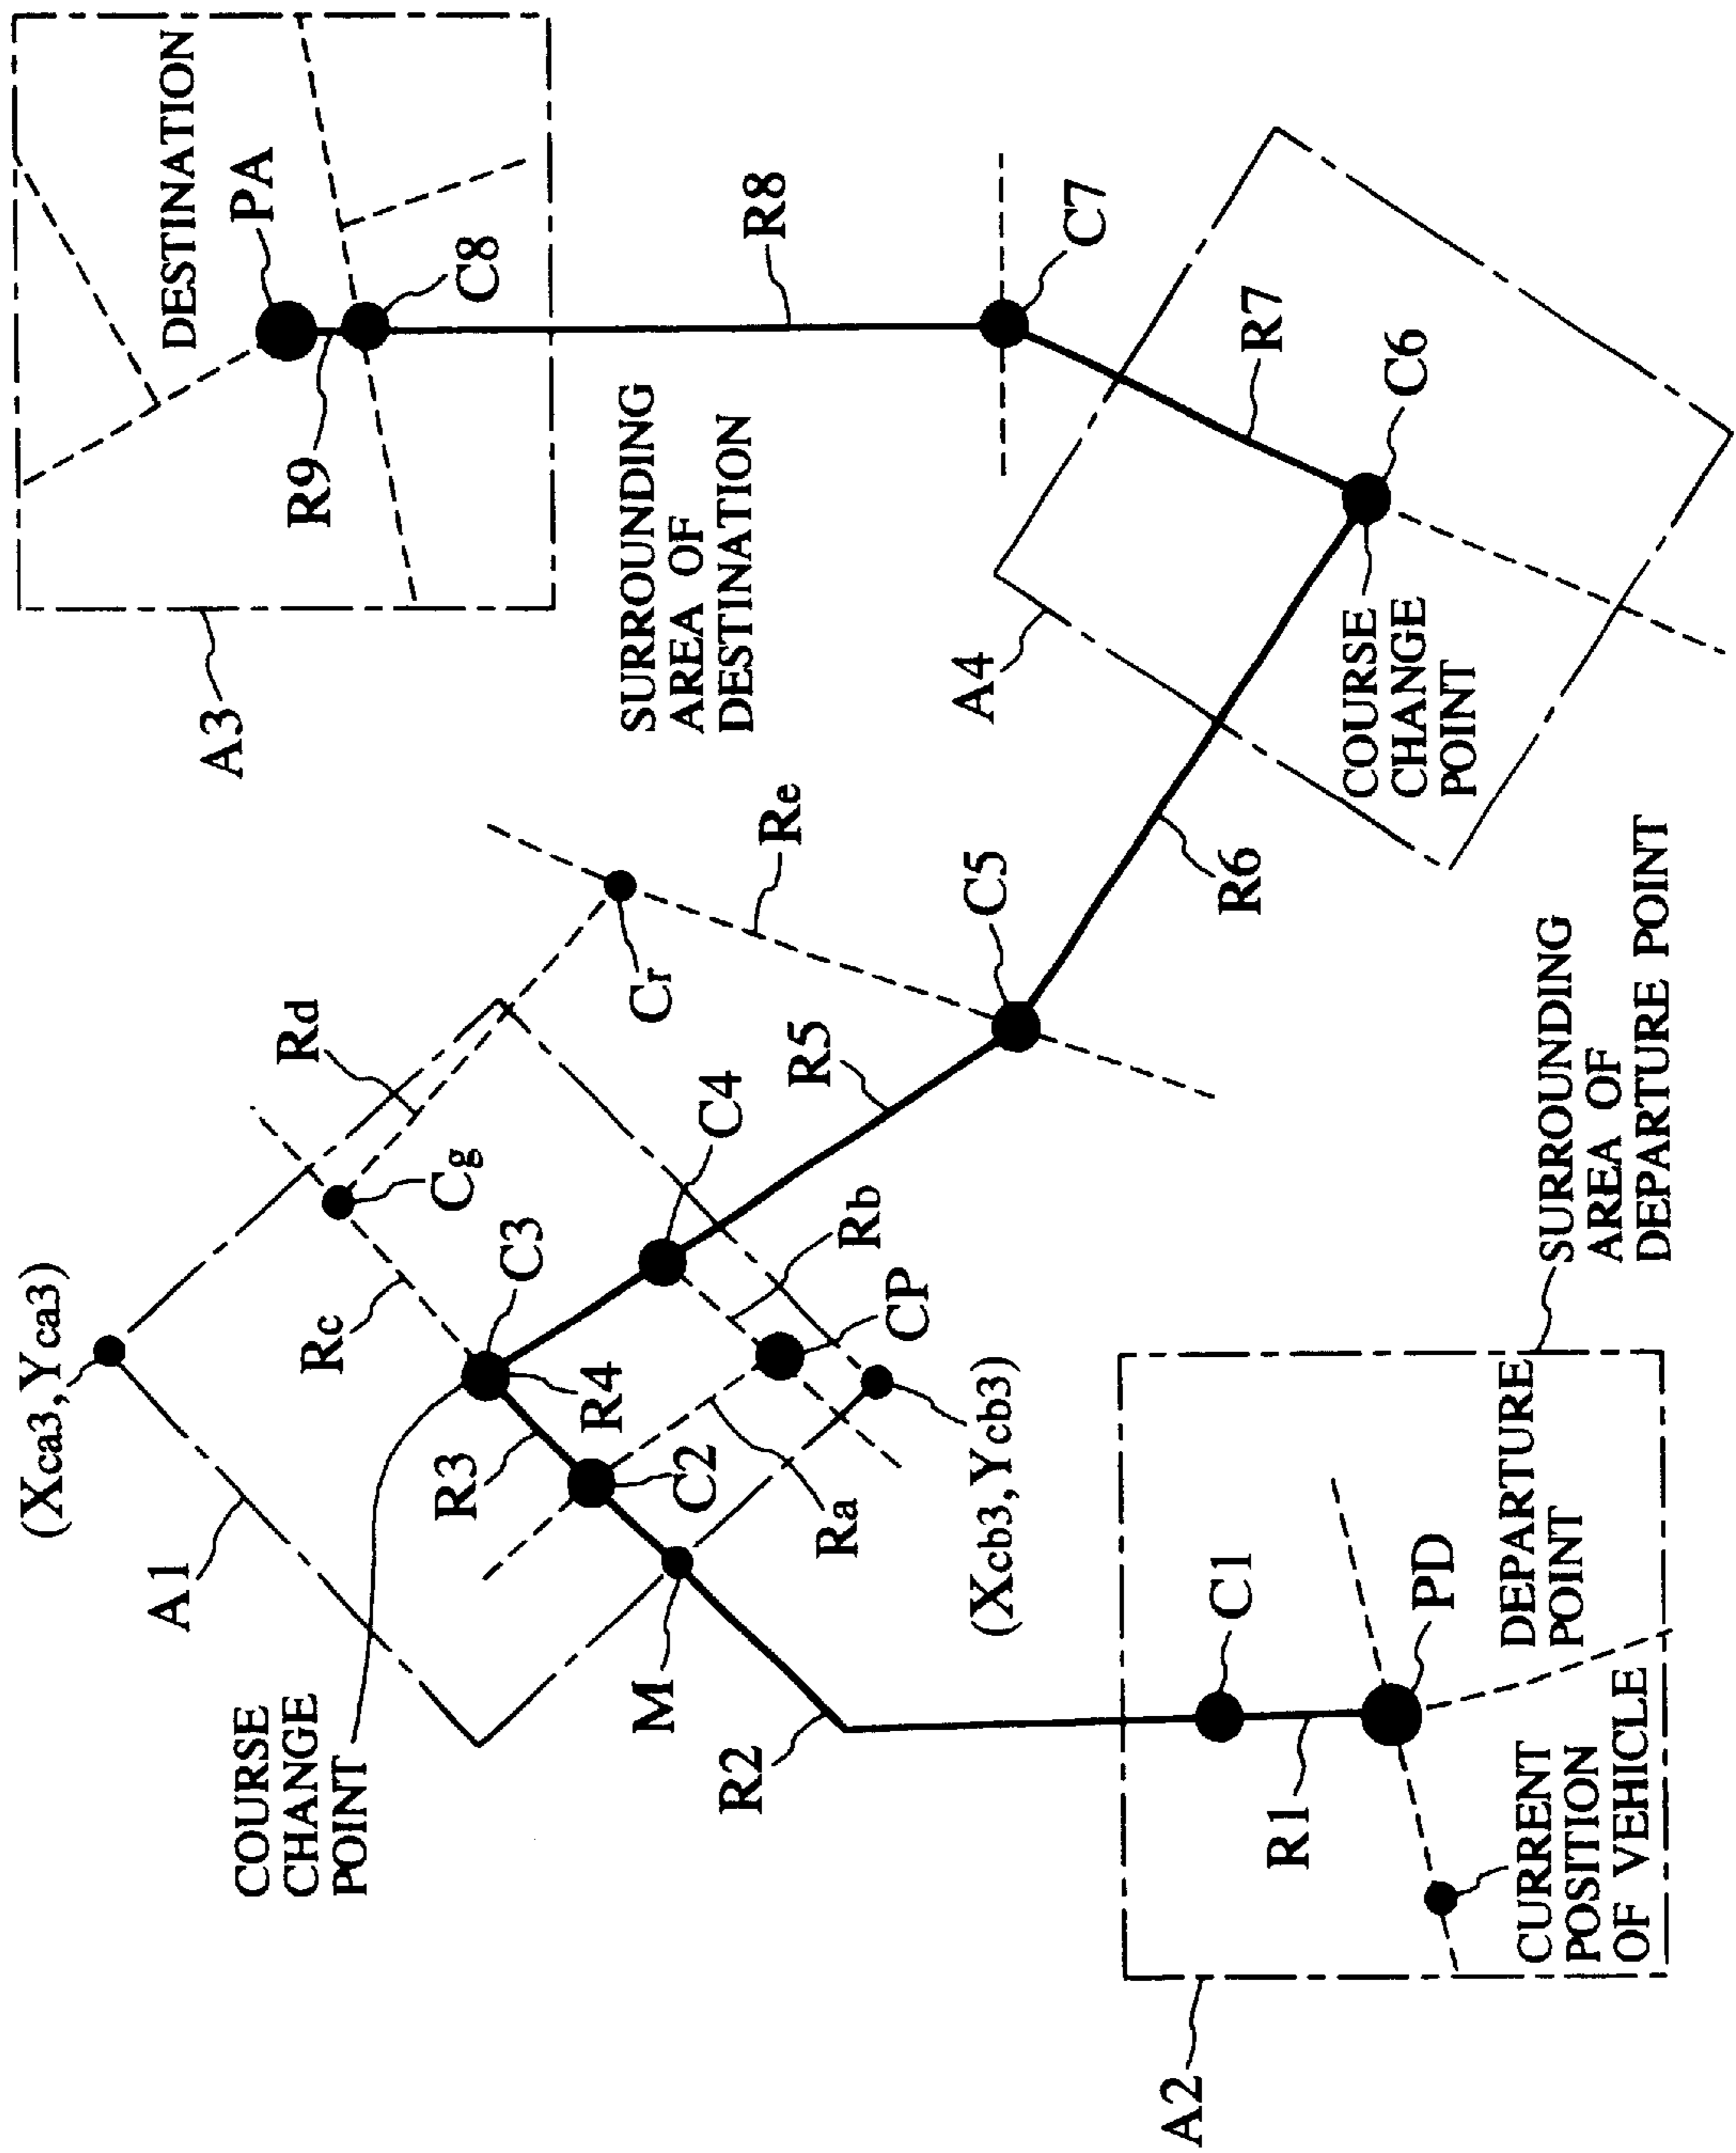 A3
DESTINATION
PA
R9
C8
SURROUNDING
AREA OF
DESTINATION
R8
C7
A4
R7
C6
COURSE
CHANGE
POINT
R6
Re
C5
Cr
Rd
R5
Cg
C4
(Xca3,Yca3)
Rc
C3
Rb
A1
R3
R4
CP
C2
Ra
(Xcb3,Ycb3)
COURSE
CHANGE
POINT
M
R2
SURROUNDING
AREA OF
DEPARTURE POINT
A2
C1
R1
PD
DEPARTURE
POINT
CURRENT
POSITION
OF VEHICLE